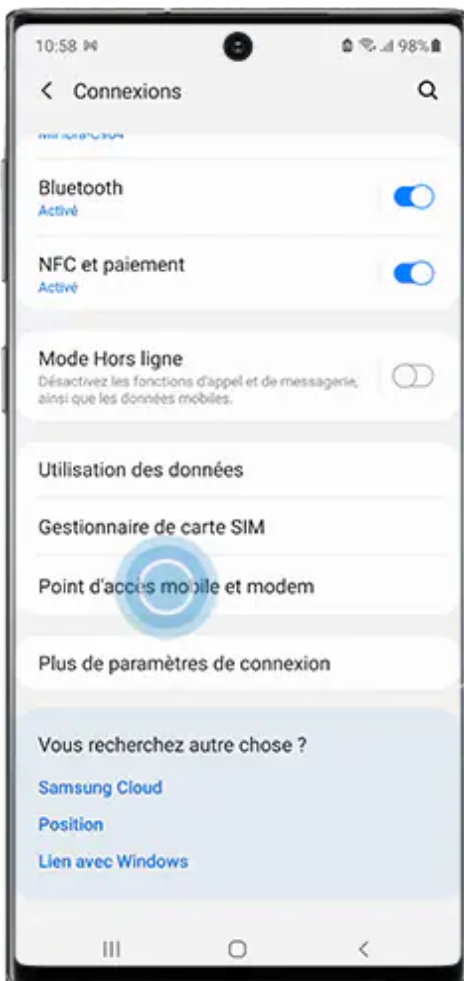 10:58
98%
Connexions
Bluetooth
Activé
NFC et paiement
Activé
Mode Hors ligne
Désactivez les fonctions d'appel et de messagerie,
ainsi que les données mobiles.
Utilisation des données
Gestionnaire de carte SIM
Point d'accès mobile et modem
Plus de paramètres de connexion
Vous recherchez autre chose ?
Samsung Cloud
Position
Lien avec Windows